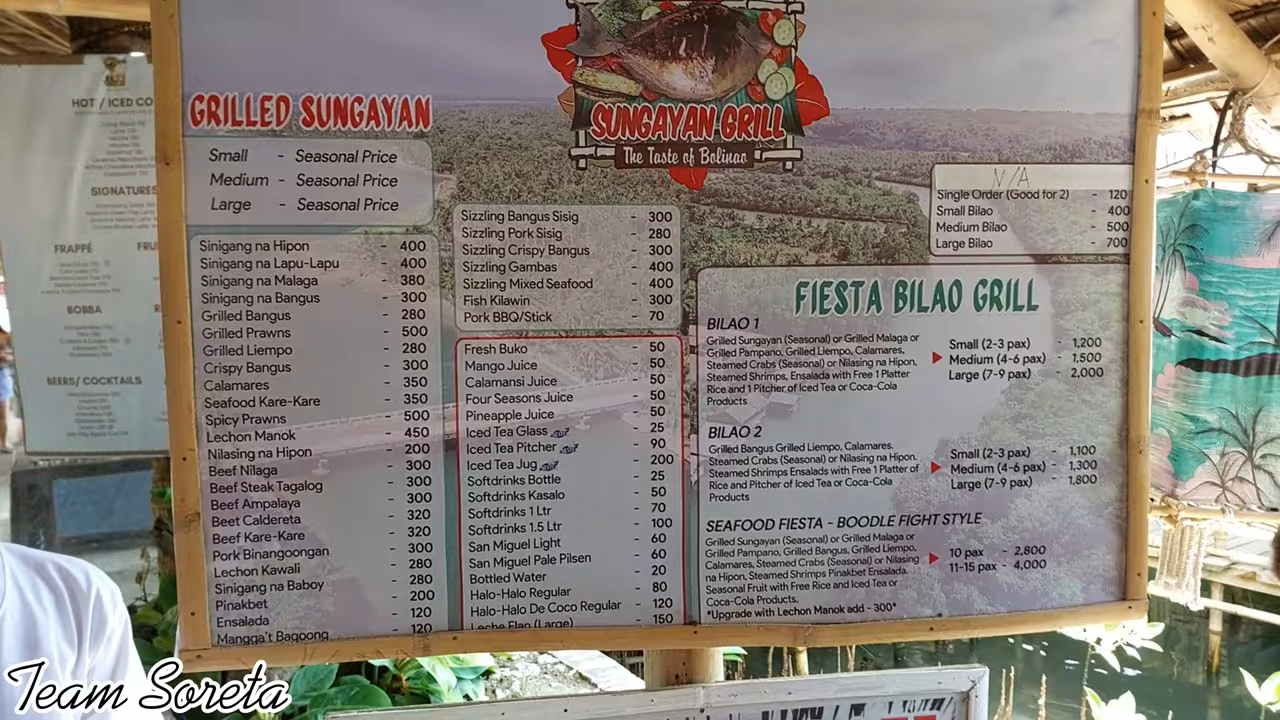 HOT / ICED CO
SIGNATURES
FRAPPÉ
FRU
BOBBA
BEERS/ COCKTAILS
GRILLED SUNGAYAN
Small - Seasonal Price
Medium - Seasonal Price
Large - Seasonal Price
Sinigang na Hipon - 400
Sinigang na Lapu-Lapu - 400
Sinigang na Malaga - 380
Sinigang na Bangus - 300
Grilled Bangus - 280
Grilled Prawns - 500
Grilled Liempo - 280
Crispy Bangus - 300
Calamares - 350
Seafood Kare-Kare - 350
Spicy Prawns - 500
Lechon Manok - 450
Nilasing na Hipon - 200
Beef Nilaga - 300
Beef Steak Tagalog - 300
Beef Ampalaya - 300
Beet Caldereta - 320
Beef Kare-Kare - 320
Pork Binangoongan - 300
Lechon Kawali - 280
Sinigang na Baboy - 280
Pinakbet - 200
Ensalada - 120
Mangga't Bagoong - 120
SUNGAYAN GRILL
The Taste of Bolinao
Sizzling Bangus Sisig - 300
Sizzling Pork Sisig - 280
Sizzling Crispy Bangus - 300
Sizzling Gambas - 400
Sizzling Mixed Seafood - 400
Fish Kilawin - 300
Pork BBQ/Stick - 70
Fresh Buko - 50
Mango Juice - 50
Calamansi Juice - 50
Four Seasons Juice - 50
Pineapple Juice - 50
Iced Tea Glass - 25
Iced Tea Pitcher - 90
Iced Tea Jug - 200
Softdrinks Bottle - 25
Softdrinks Kasalo - 50
Softdrinks 1 Ltr - 70
Softdrinks 1.5 Ltr - 100
San Miguel Light - 60
San Miguel Pale Pilsen - 60
Bottled Water - 20
Halo-Halo Regular - 80
Halo-Halo De Coco Regular - 120
Leche Flan (Large) - 150
N/A
Single Order (Good for 2) - 120
Small Bilao - 400
Medium Bilao - 500
Large Bilao - 700
FIESTA BILAO GRILL
BILAO 1
Grilled Sungayan (Seasonal) or Grilled Malaga or
Grilled Pampano, Grilled Liempo, Calamares,
Steamed Crabs (Seasonal) or Nilasing na Hipon,
Steamed Shrimps, Ensalada with Free 1 Platter
Rice and 1 Pitcher of Iced Tea or Coca-Cola
Products
Small (2-3 pax) - 1,200
Medium (4-6 pax) - 1,500
Large (7-9 pax) - 2,000
BILAO 2
Grilled Bangus Grilled Liempo, Calamares.
Steamed Crabs (Seasonal) or Nilasing na Hipon.
Steamed Shrimps Ensalads with Free 1 Platter of
Rice and Pitcher of Iced Tea or Coca-Cola
Products
Small (2-3 pax) - 1,100
Medium (4-6 pax) - 1,300
Large (7-9 pax) - 1,800
SEAFOOD FIESTA - BOODLE FIGHT STYLE
Grilled Sungayan (Seasonal) or Grilled Malaga or
Grilled Pampano, Grilled Bangus, Grilled Liempo,
Calamares, Steamed Crabs (Seasonal) or Nilasing
na Hipon, Steamed Shrimps Pinakbet Ensalada.
Seasonal Fruit with Free Rice and Iced Tea or
Coca-Cola Products.
*Upgrade with Lechon Manok add - 300*
10 pax - 2,800
11-15 pax - 4,000
Team Soreta